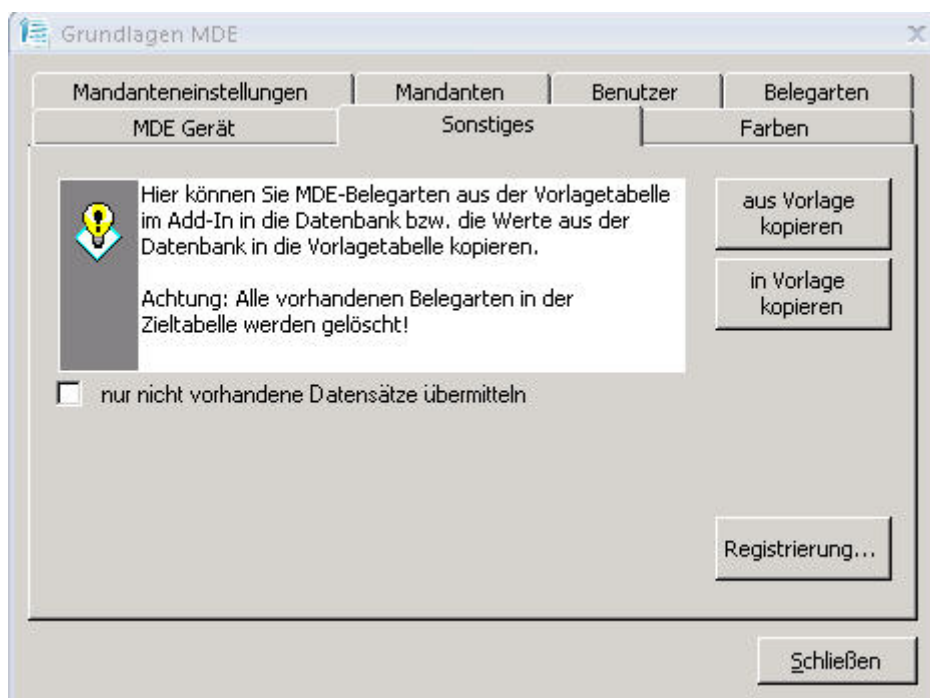 Grundlagen MDE
Mandanteneinstellungen Mandanten Benutzer Belegarten
MDE Gerät Sonstiges Farben
Hier können Sie MDE-Belegarten aus der Vorlagetabelle
im Add-In in die Datenbank bzw. die Werte aus der
Datenbank in die Vorlagetabelle kopieren.
Achtung: Alle vorhandenen Belegarten in der
Zieltabelle werden gelöscht!
aus Vorlage
kopieren
in Vorlage
kopieren
nur nicht vorhandene Datensätze übermitteln
Registrierung...
Schließen